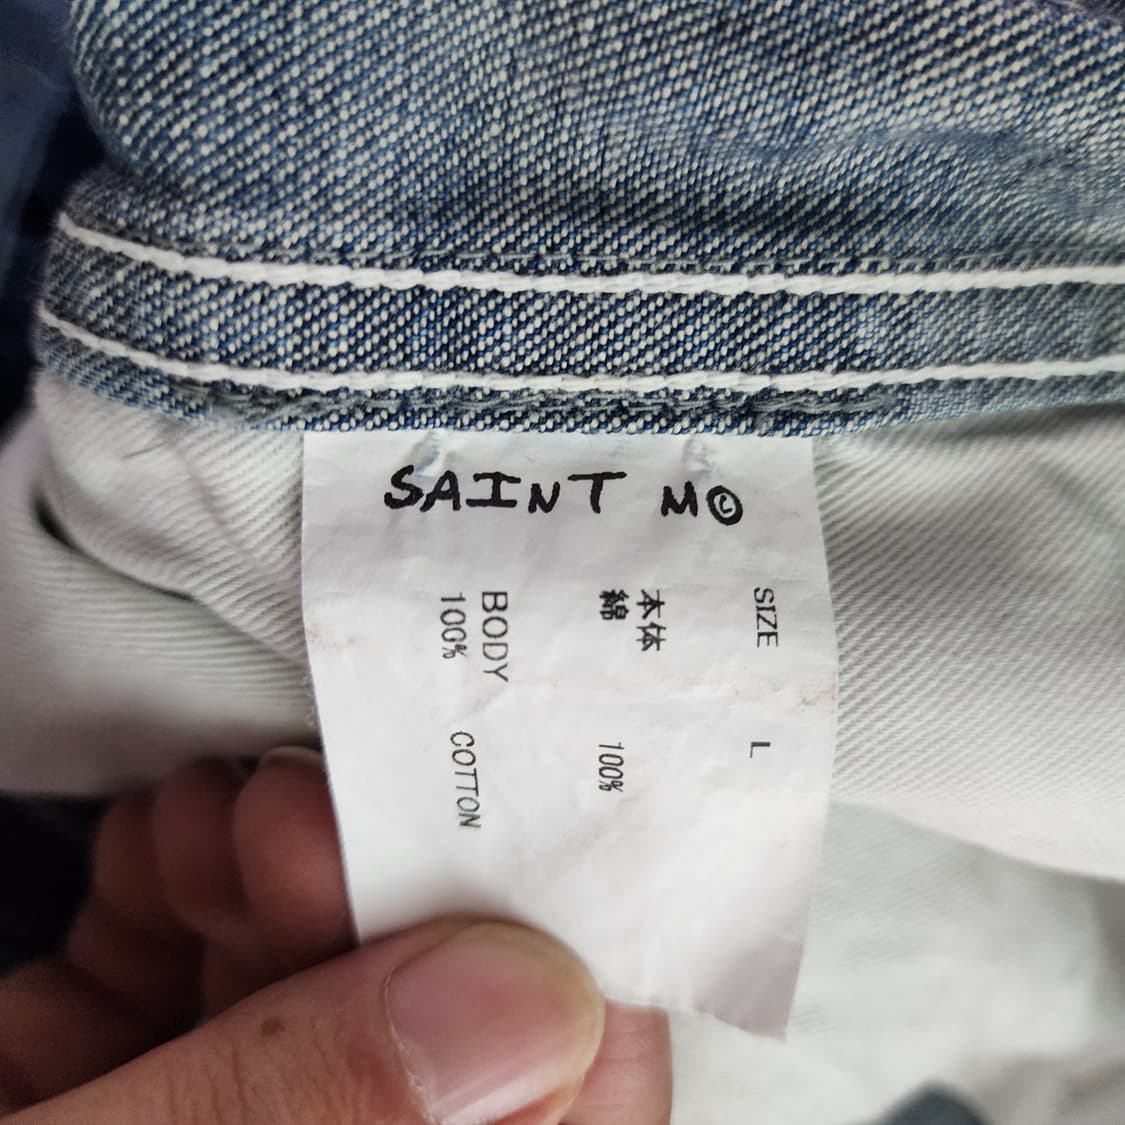 SAINT M☺
SIZE L
本体
綿 100%
BODY
100% COTTON